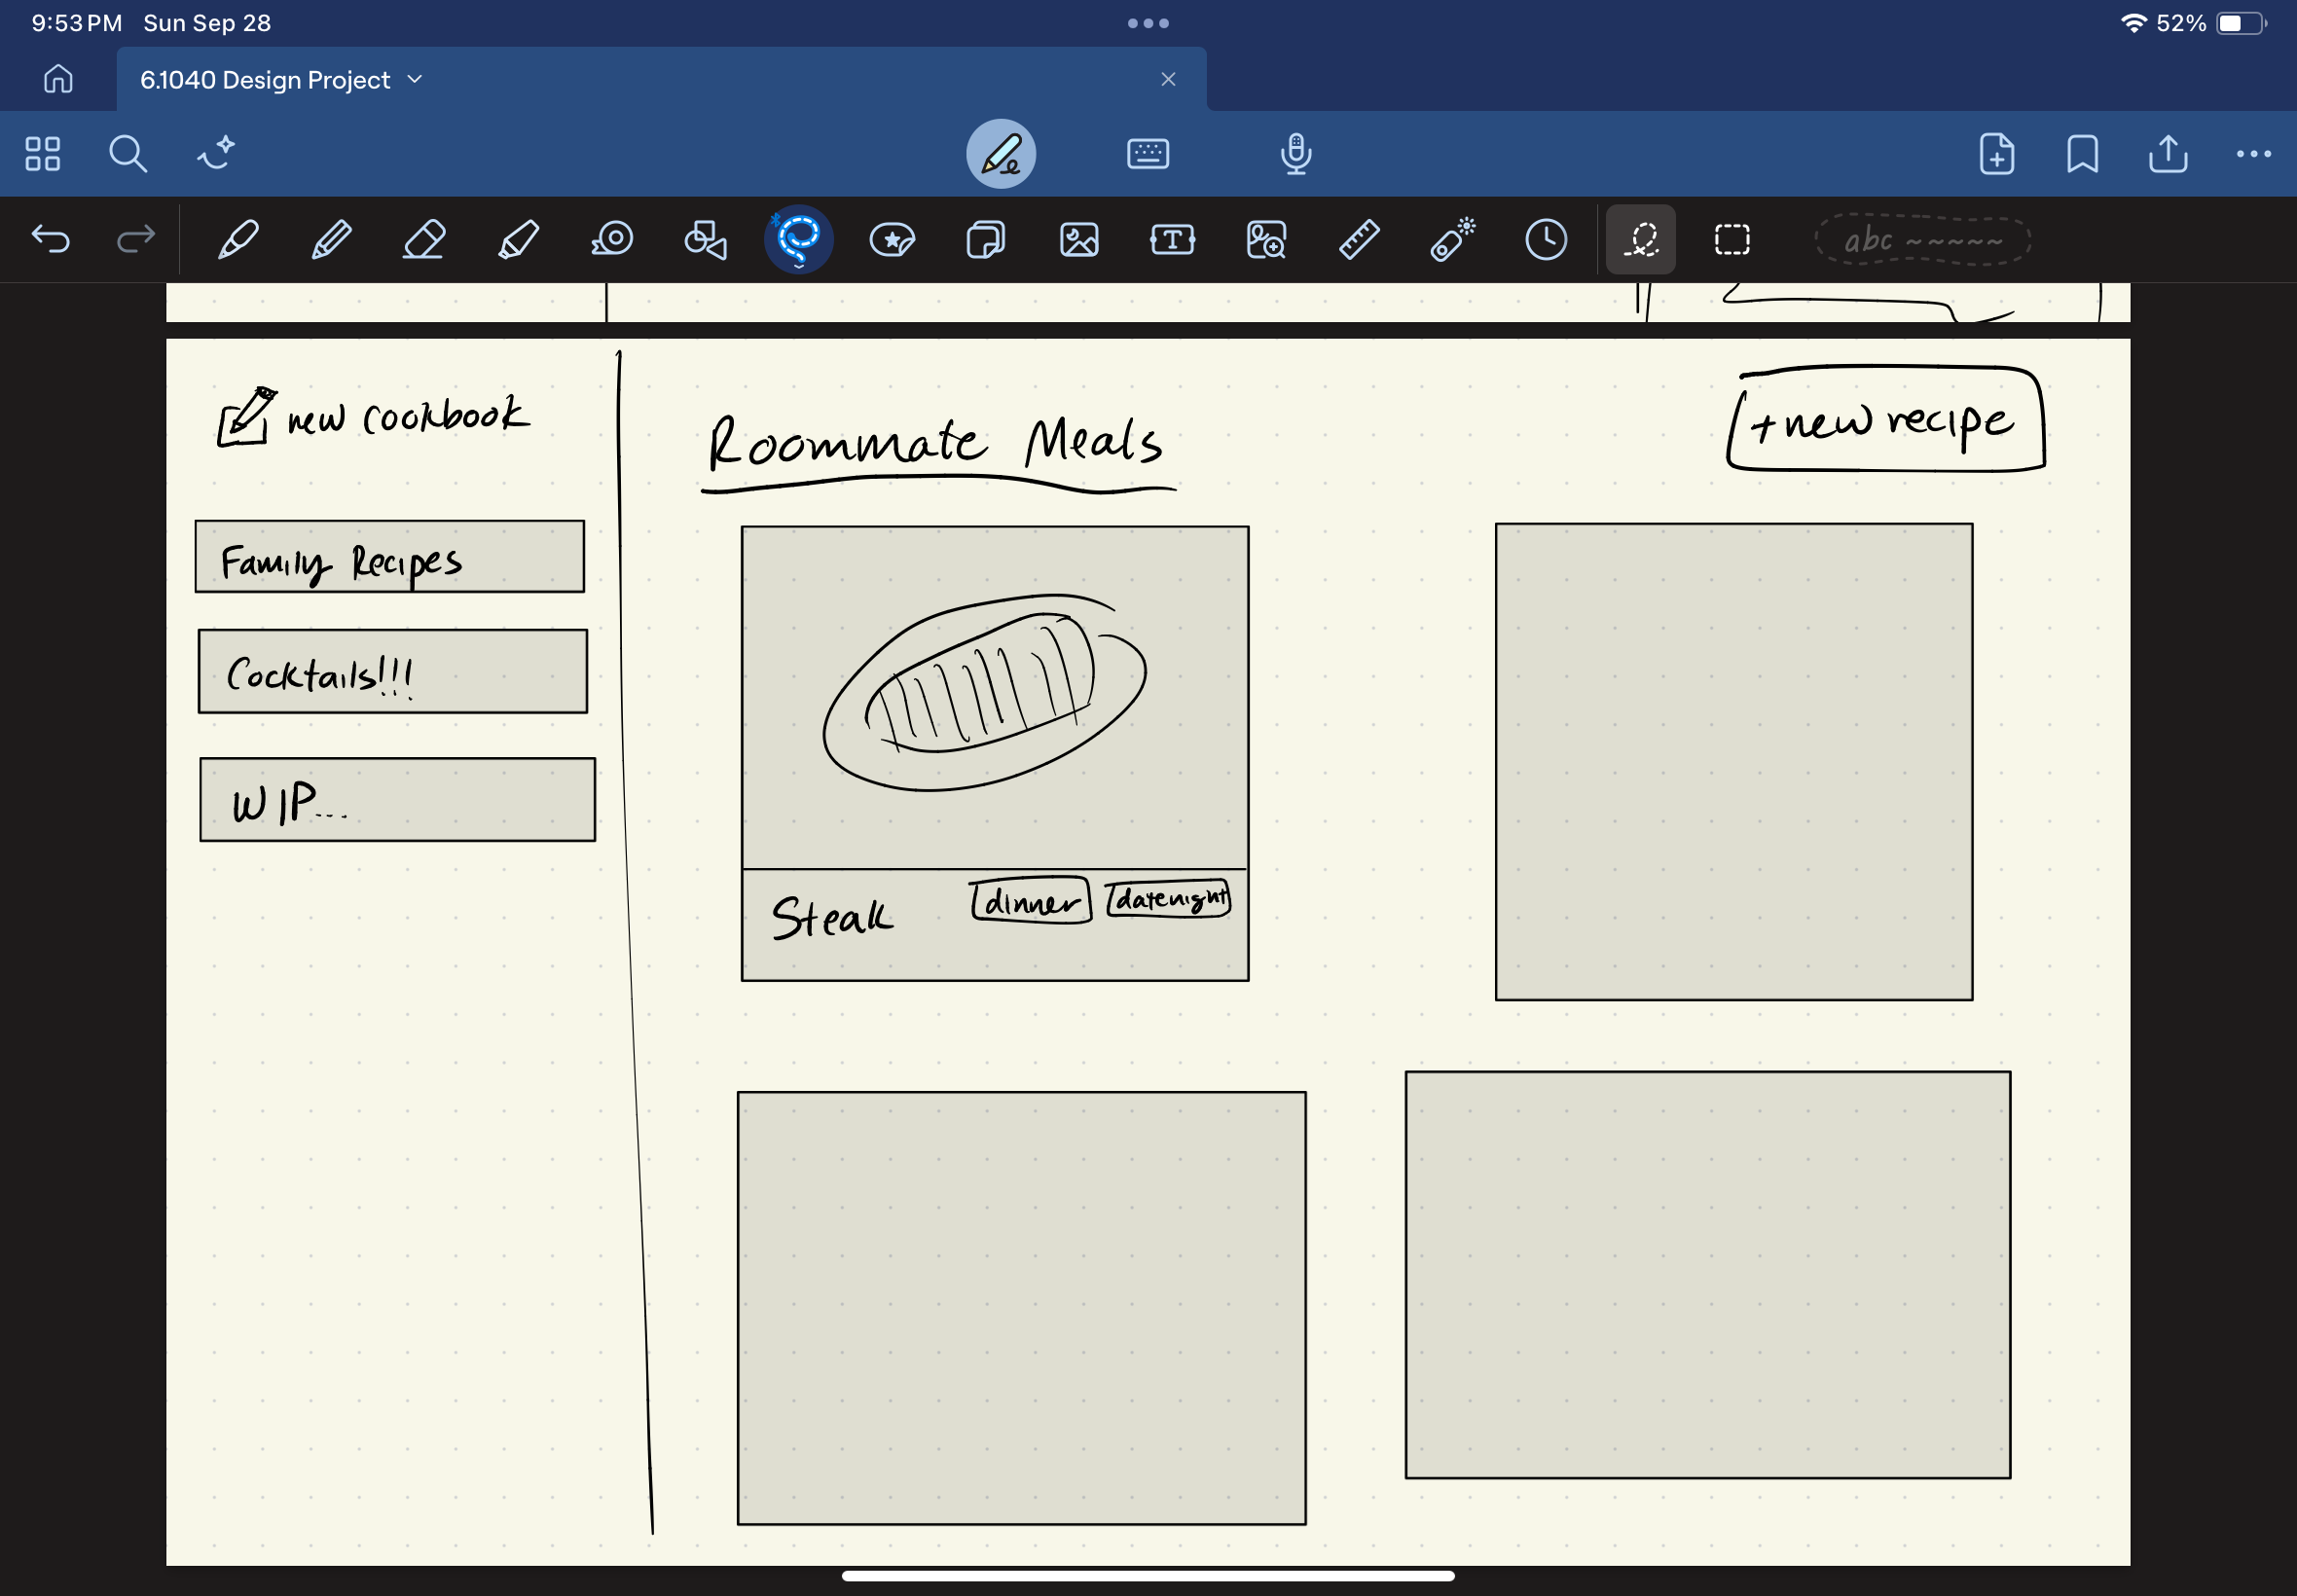 9:53 PM Sun Sep 28
52%
6.1040 Design Project
abc
new cookbook
Family Recipes
Cocktails!!!
WIP...
Roommate Meals
+ new recipe
Steak
dinner
datenight